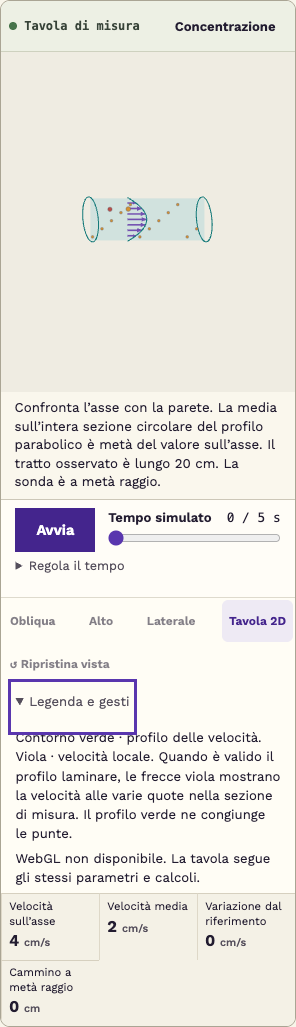 Tavola di misura
Concentrazione
Confronta l'asse con la parete. La media
sull'intera sezione circolare del profilo
parabolico è metà del valore sull'asse. Il
tratto osservato è lungo 20 cm. La
sonda è a metà raggio.
Avvia
Tempo simulato 0 / 5 s
▶ Regola il tempo
Obliqua Alto Laterale Tavola 2D
↺ Ripristina vista
▼ Legenda e gesti
Contorno verde · profilo delle velocità.
Viola · velocità locale. Quando è valido il
profilo laminare, le frecce viola mostrano
la velocità alle varie quote nella sezione
di misura. Il profilo verde ne congiunge
le punte.
WebGL non disponibile. La tavola segue
gli stessi parametri e calcoli.
Velocità
sull'asse
4 cm/s
Velocità media
2 cm/s
Variazione dal
riferimento
0 cm/s
Cammino a
metà raggio
0 cm